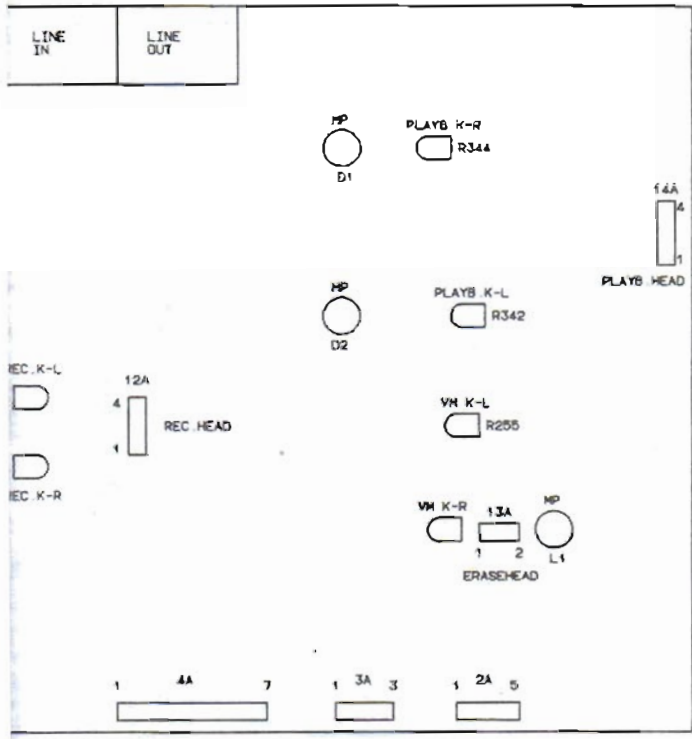 LINE IN
LINE OUT
MP
D1
PLAYB K-R
R344
14A
4
1
PLAYB.HEAD
MP
D2
PLAYB.K-L
R342
REC.K-L
12A
4
1
REC.HEAD
VM K-L
R255
REC.K-R
VM K-R
13A
1 2
ERASEHEAD
MP
L1
1 4A 7
1 3A 3
1 2A 5